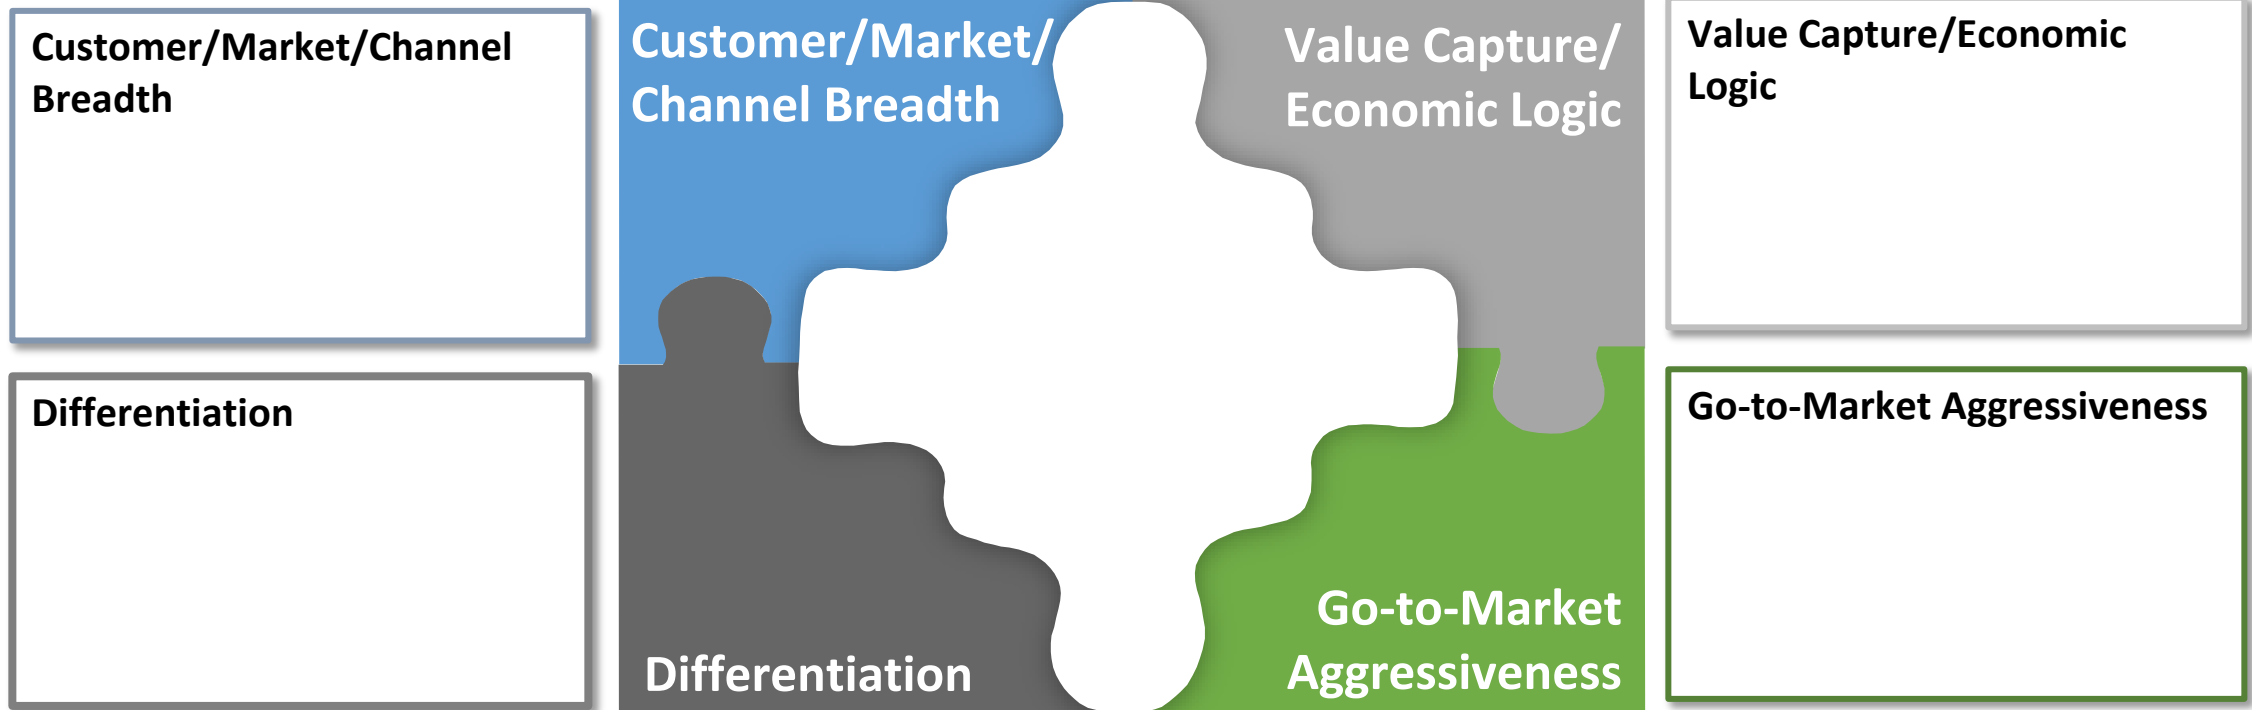 Customer/Market/Channel
Breadth
Differentiation
Customer/Market/
Channel Breadth
Value Capture/
Economic Logic
Differentiation
Go-to-Market
Aggressiveness
Value Capture/Economic
Logic
Go-to-Market Aggressiveness